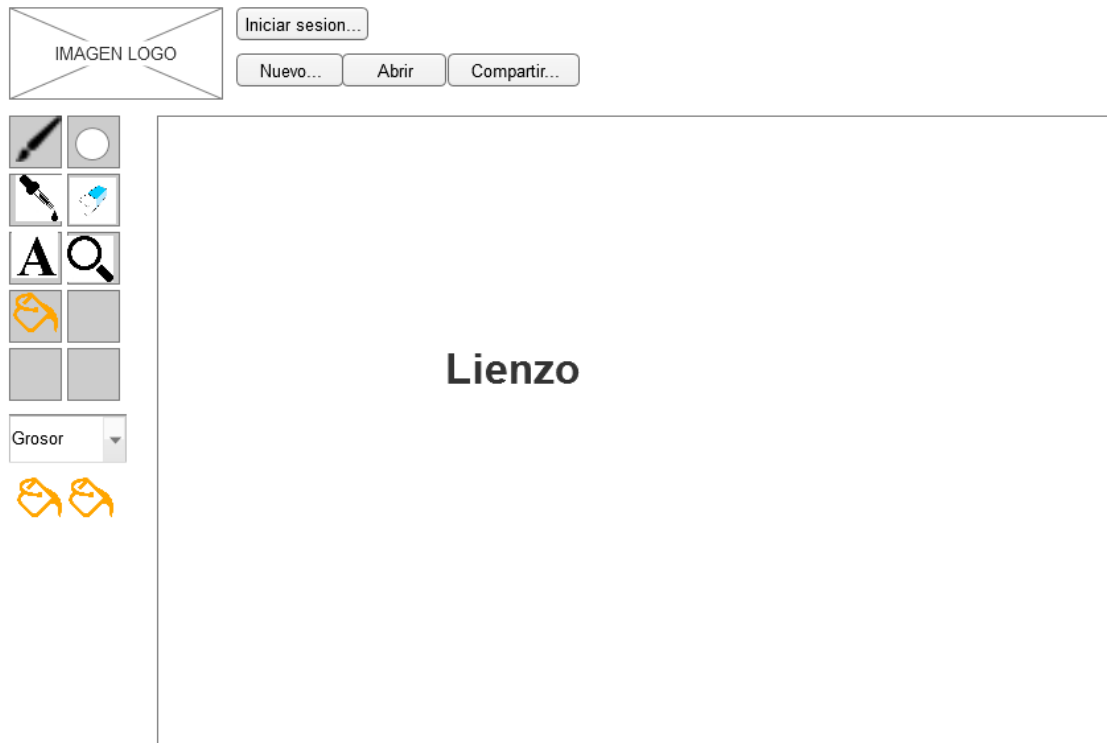 IMAGEN LOGO
Iniciar sesion...
Nuevo...
Abrir
Compartir...
A
Lienzo
Grosor